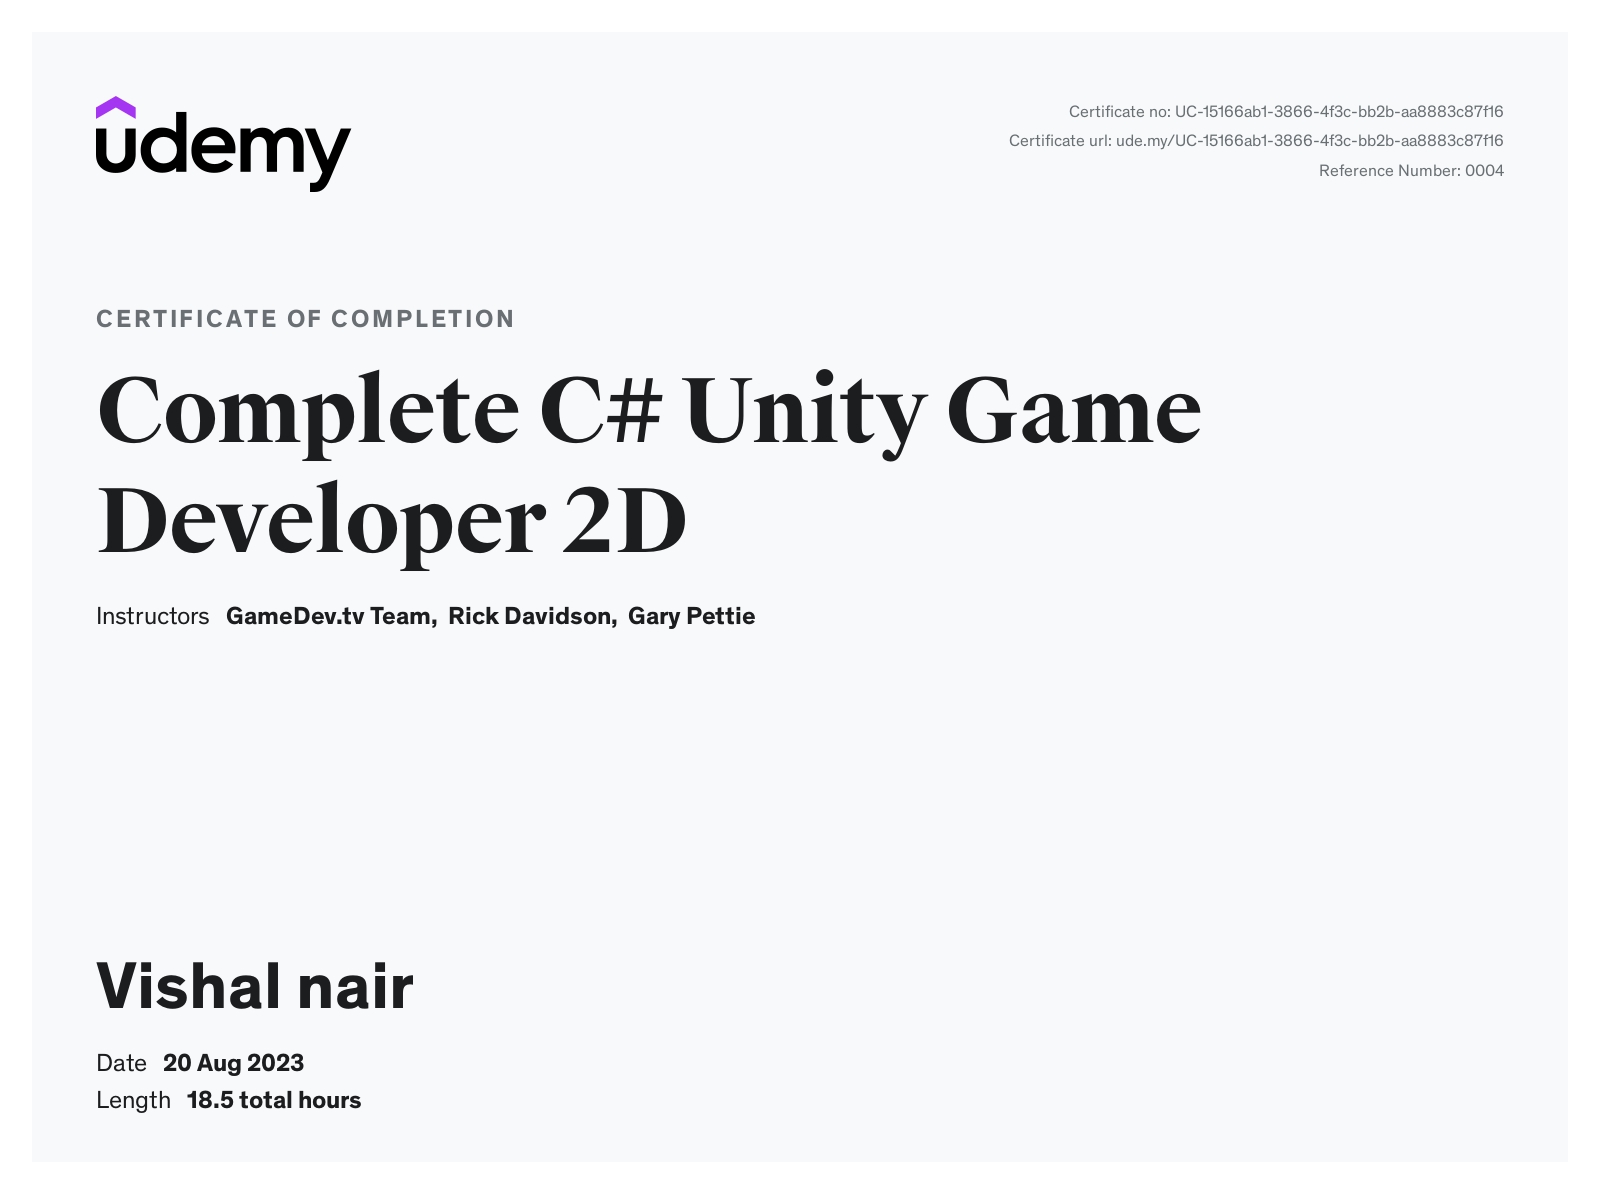 udemy
Certificate no: UC-15166ab1-3866-4f3c-bb2b-aa8883c87f16
Certificate url: ude.my/UC-15166ab1-3866-4f3c-bb2b-aa8883c87f16
Reference Number: 0004
CERTIFICATE OF COMPLETION
Complete C# Unity Game
Developer 2D
Instructors GameDev.tv Team, Rick Davidson, Gary Pettie
Vishal nair
Date 20 Aug 2023
Length 18.5 total hours